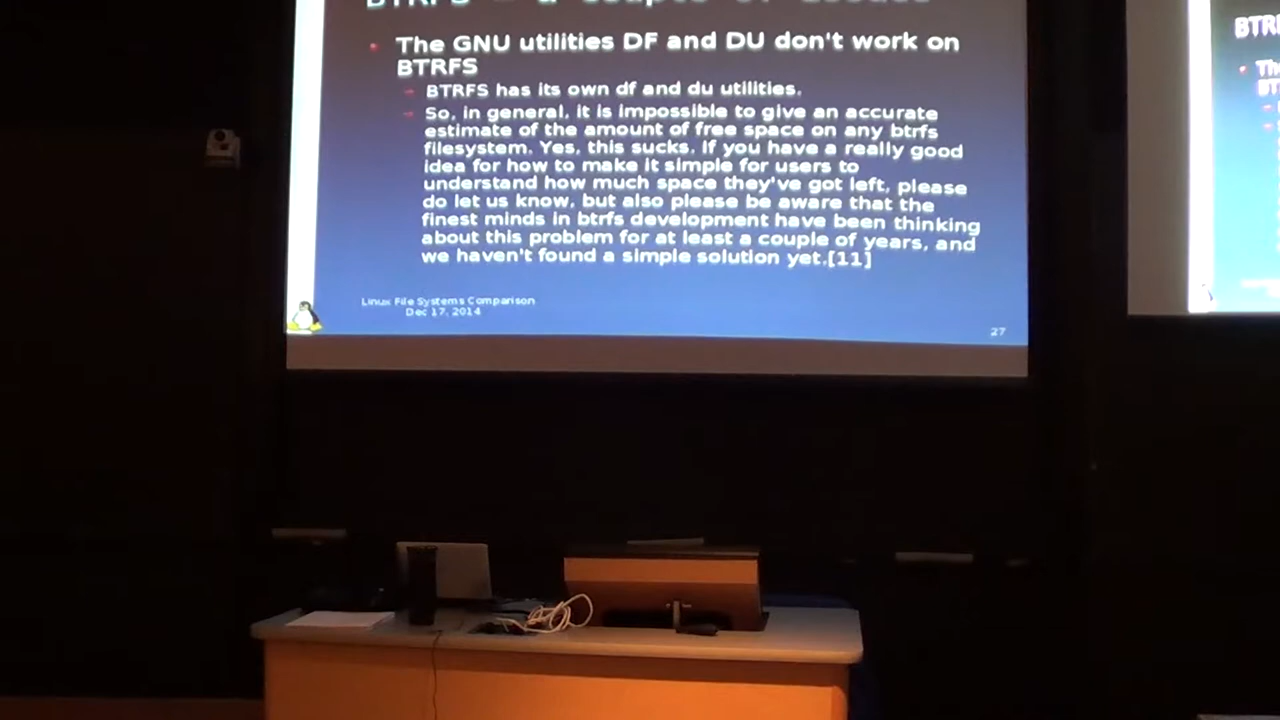 BTRFS - a couple of issues
The GNU utilities DF and DU don't work on
BTRFS
BTRFS has its own df and du utilities.
So, in general, it is impossible to give an accurate
estimate of the amount of free space on any btrfs
filesystem. Yes, this sucks. If you have a really good
idea for how to make it simple for users to
understand how much space they've got left, please
do let us know, but also please be aware that the
finest minds in btrfs development have been thinking
about this problem for at least a couple of years, and
we haven't found a simple solution yet.[11]
Linux File Systems Comparison
Dec 17, 2014
27